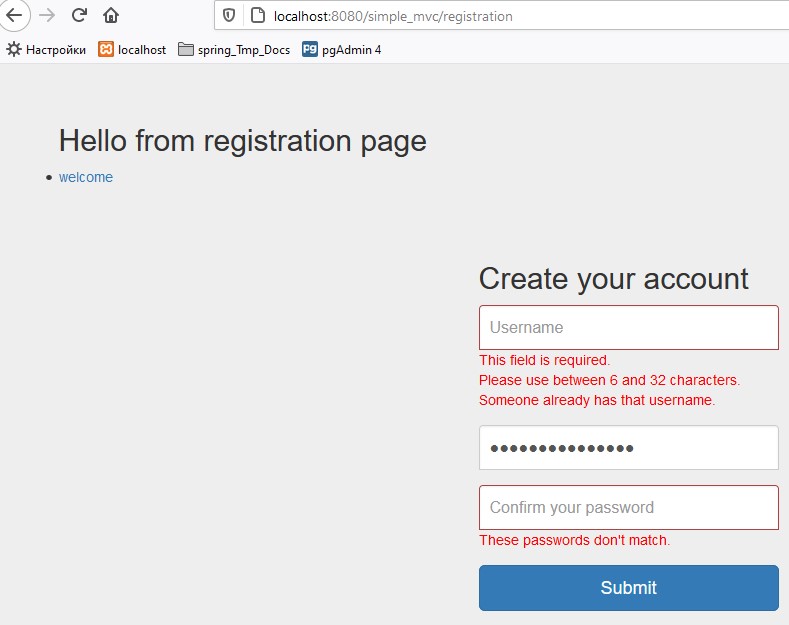 localhost:8080/simple_mvc/registration
Настройки localhost spring_Tmp_Docs pgAdmin 4
Hello from registration page
welcome
Create your account
Username
This field is required.
Please use between 6 and 32 characters.
Someone already has that username.
Confirm your password
These passwords don't match.
Submit